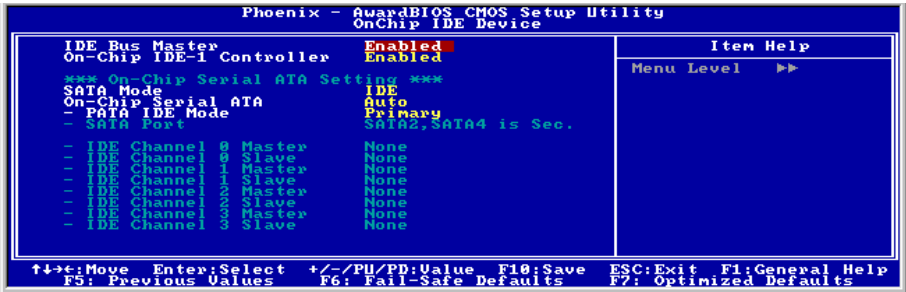 Phoenix - AwardBIOS CMOS Setup Utility
OnChip IDE Device
IDE Bus Master Enabled
On-Chip IDE-1 Controller Enabled
*** On-Chip Serial ATA Setting ***
SATA Mode IDE
On-Chip Serial ATA Auto
- PATA IDE Mode Primary
- SATA Port SATA2,SATA4 is Sec.
- IDE Channel 0 Master None
- IDE Channel 0 Slave None
- IDE Channel 1 Master None
- IDE Channel 1 Slave None
- IDE Channel 2 Master None
- IDE Channel 2 Slave None
- IDE Channel 3 Master None
- IDE Channel 3 Slave None
Item Help
Menu Level ▶▶
↑↓→←:Move Enter:Select +/-/PU/PD:Value F10:Save ESC:Exit F1:General Help
F5: Previous Values F6: Fail-Safe Defaults F7: Optimized Defaults